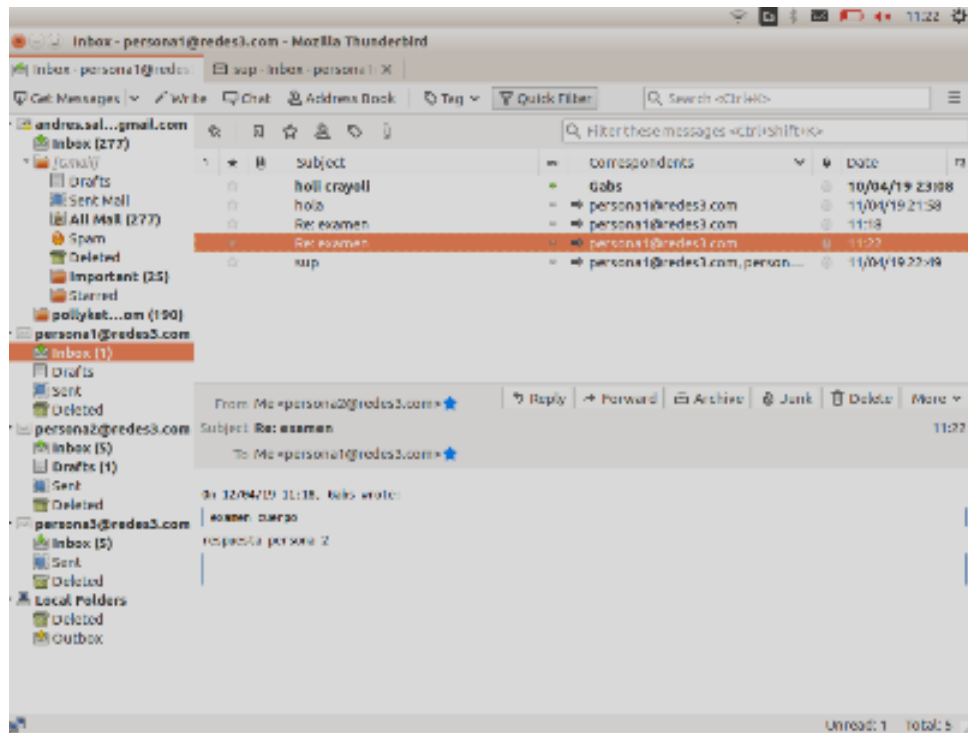 11:22
Inbox - persona1@redes3.com - Mozilla Thunderbird
Inbox - persona1@redes
sup - Inbox - persona1
Get Messages Write Chat Address Book Tag Quick Filter Search <Ctrl+K>
andres.sal...gmail.com
Inbox (277)
[Gmail]
Drafts
Sent Mail
All Mail (277)
Spam
Deleted
Important (25)
Starred
pollyket...om (190)
persona1@redes3.com
Inbox (1)
Drafts
Sent
Deleted
persona2@redes3.com
Inbox (5)
Drafts (1)
Sent
Deleted
persona3@redes3.com
Inbox (5)
Sent
Deleted
Local Folders
Deleted
Outbox
Filter these messages <Ctrl+Shift+K>
Subject Correspondents Date
holi crayoli Gabs 10/04/19 23:08
hola persona1@redes3.com 11/04/19 21:58
Re: examen persona1@redes3.com 11:18
Re: examen persona1@redes3.com 11:22
sup persona1@redes3.com, person... 11/04/19 22:49
From Me <persona2@redes3.com> Reply Forward Archive Junk Delete More
Subject Re: examen 11:22
To Me <persona1@redes3.com>
On 12/04/19 11:18, Gabs wrote:
examen cuerpo
respuesta persona 2
Unread: 1 Total: 5